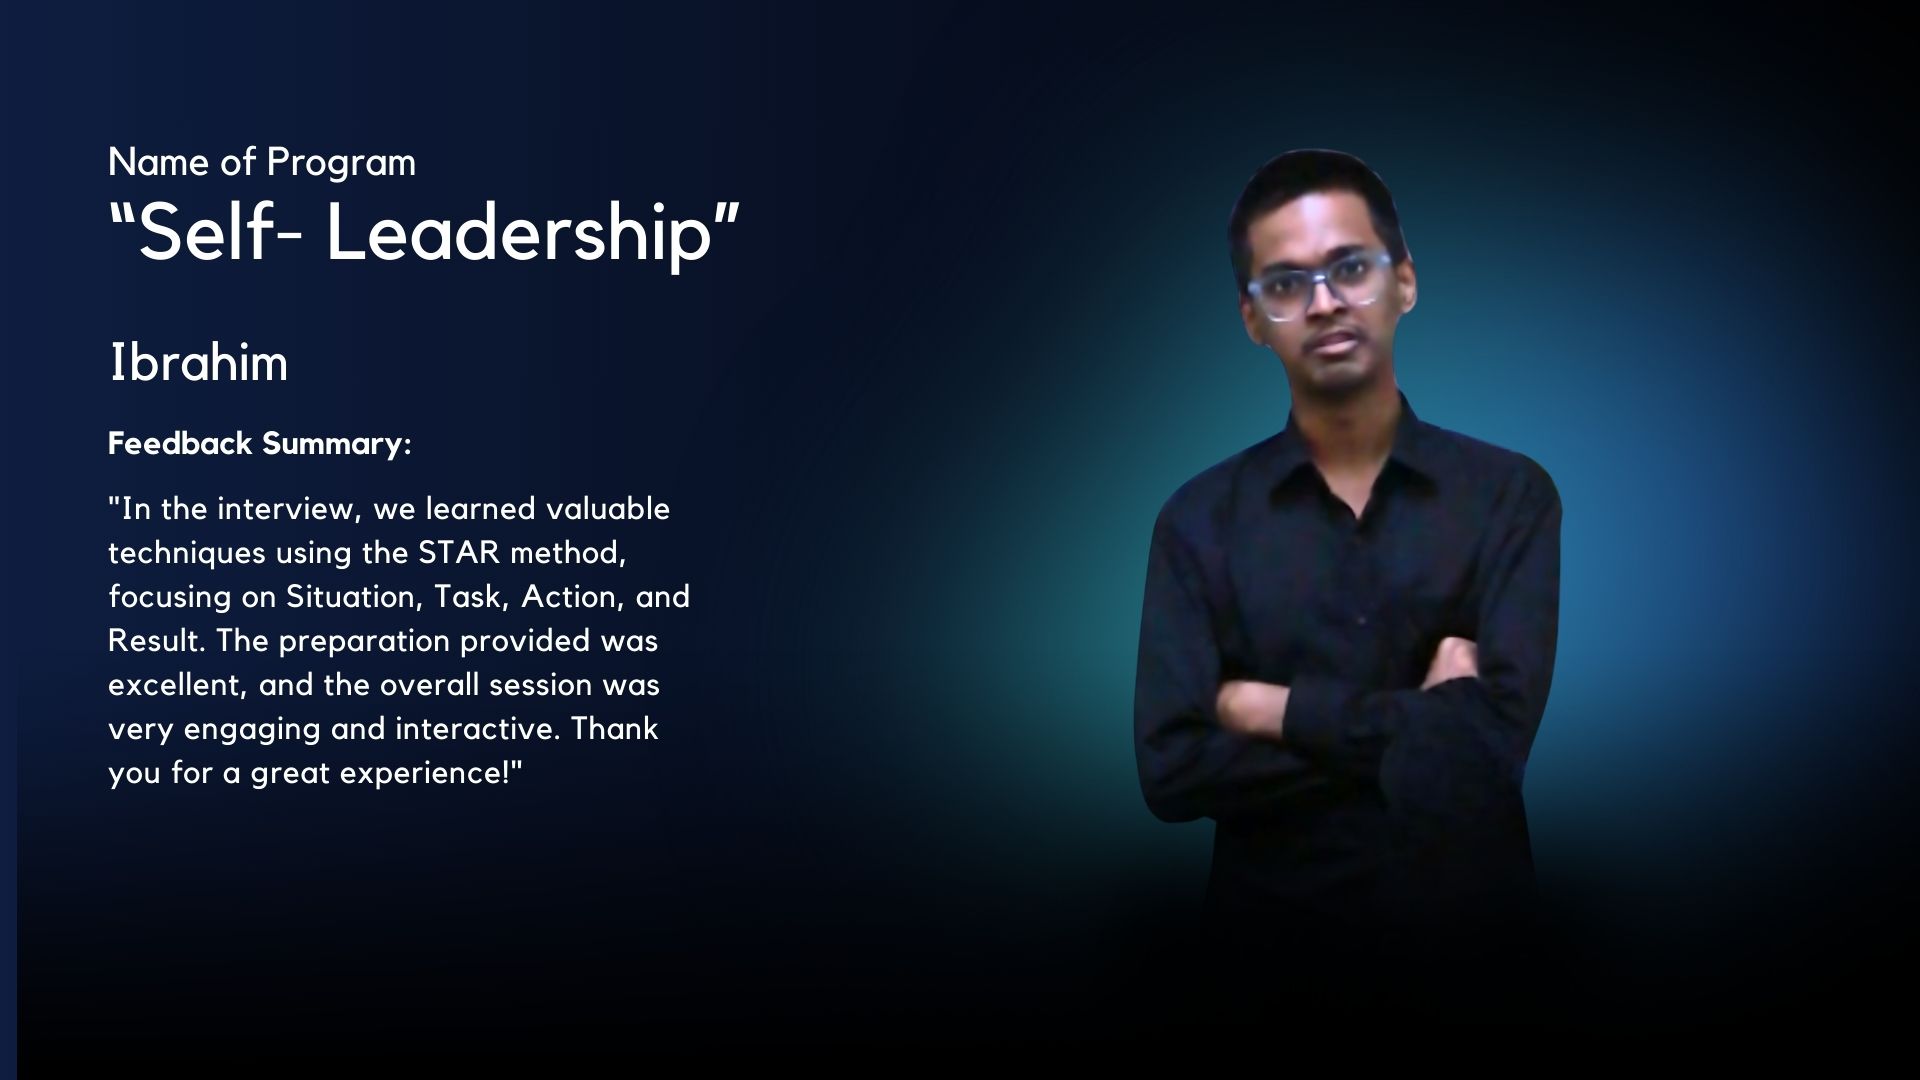 Name of Program
“Self- Leadership”
Ibrahim
Feedback Summary:
"In the interview, we learned valuable
techniques using the STAR method,
focusing on Situation, Task, Action, and
Result. The preparation provided was
excellent, and the overall session was
very engaging and interactive. Thank
you for a great experience!"